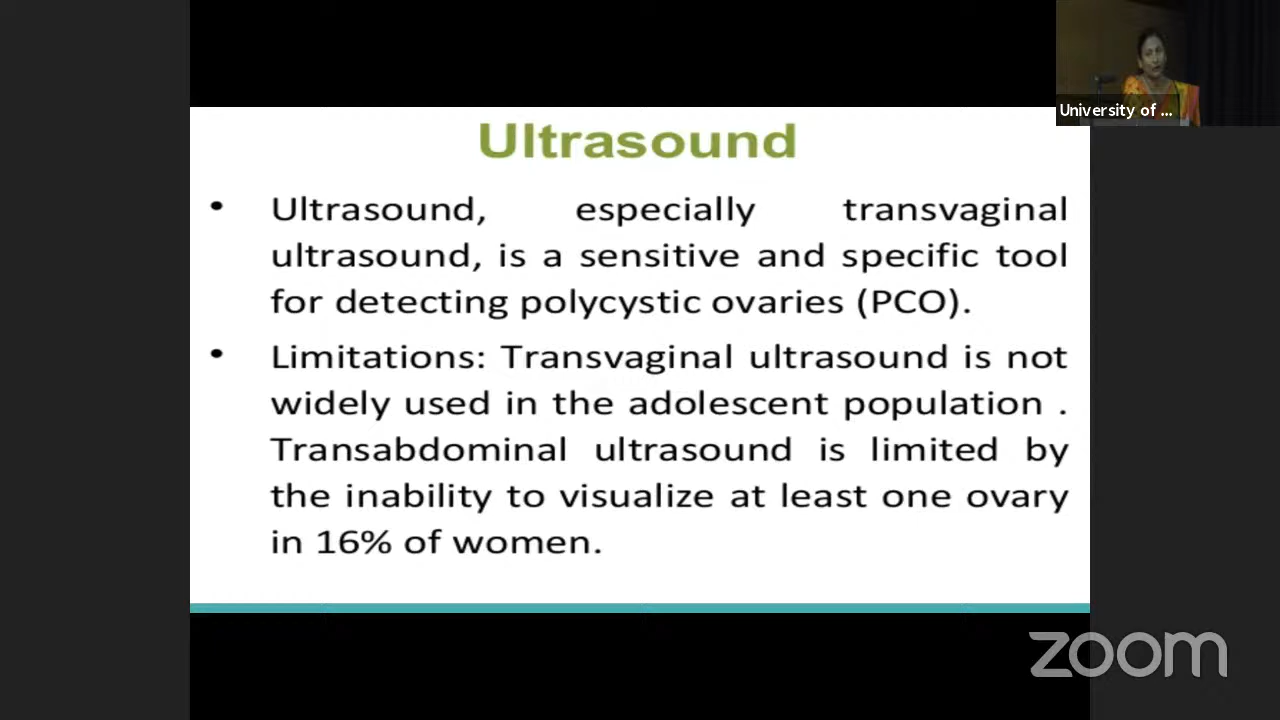 University of ...
Ultrasound
• Ultrasound, especially transvaginal
ultrasound, is a sensitive and specific tool
for detecting polycystic ovaries (PCO).
• Limitations: Transvaginal ultrasound is not
widely used in the adolescent population .
Transabdominal ultrasound is limited by
the inability to visualize at least one ovary
in 16% of women.
zoom